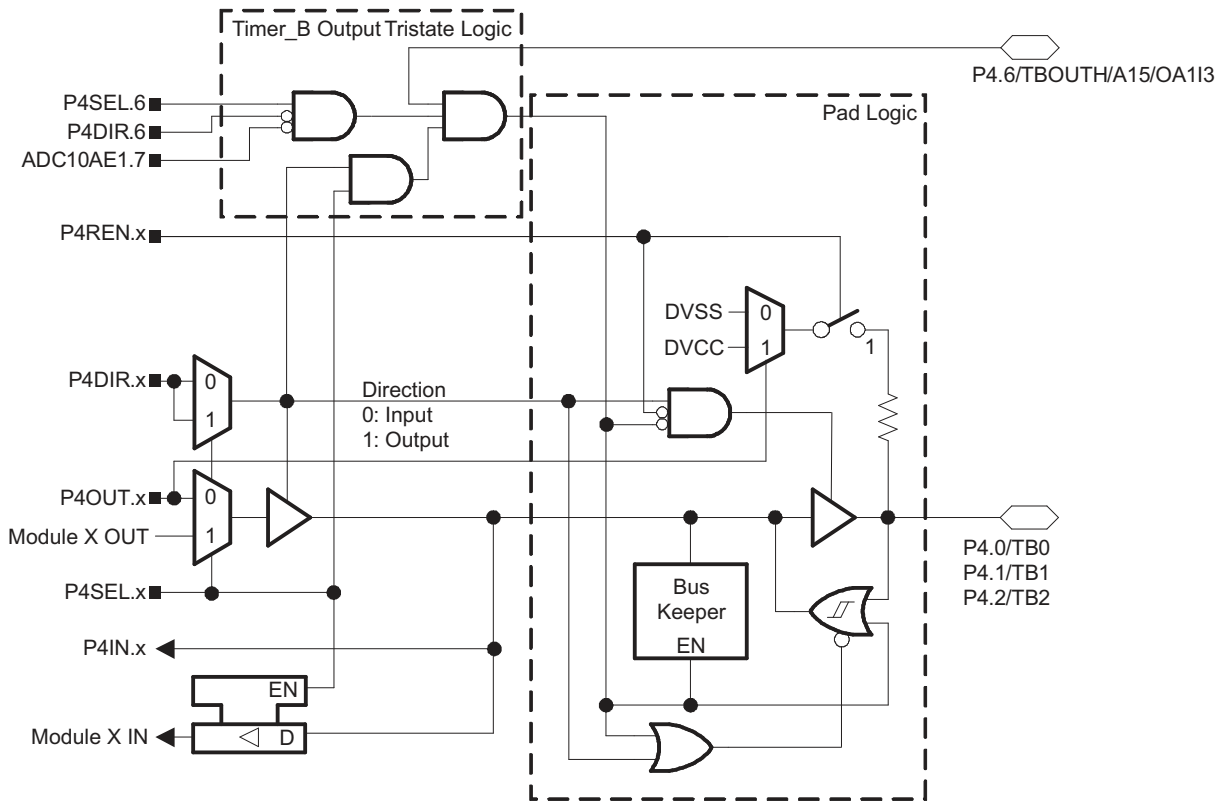 Timer_B Output Tristate Logic
P4.6/TBOUTH/A15/OA1I3
P4SEL.6
P4DIR.6
ADC10AE1.7
Pad Logic
P4REN.x
DVSS
0
DVCC
1
1
P4DIR.x
0
1
Direction
0: Input
1: Output
P4OUT.x
0
Module X OUT
1
P4.0/TB0
P4.1/TB1
P4.2/TB2
P4SEL.x
Bus
Keeper
EN
P4IN.x
EN
Module X IN
D